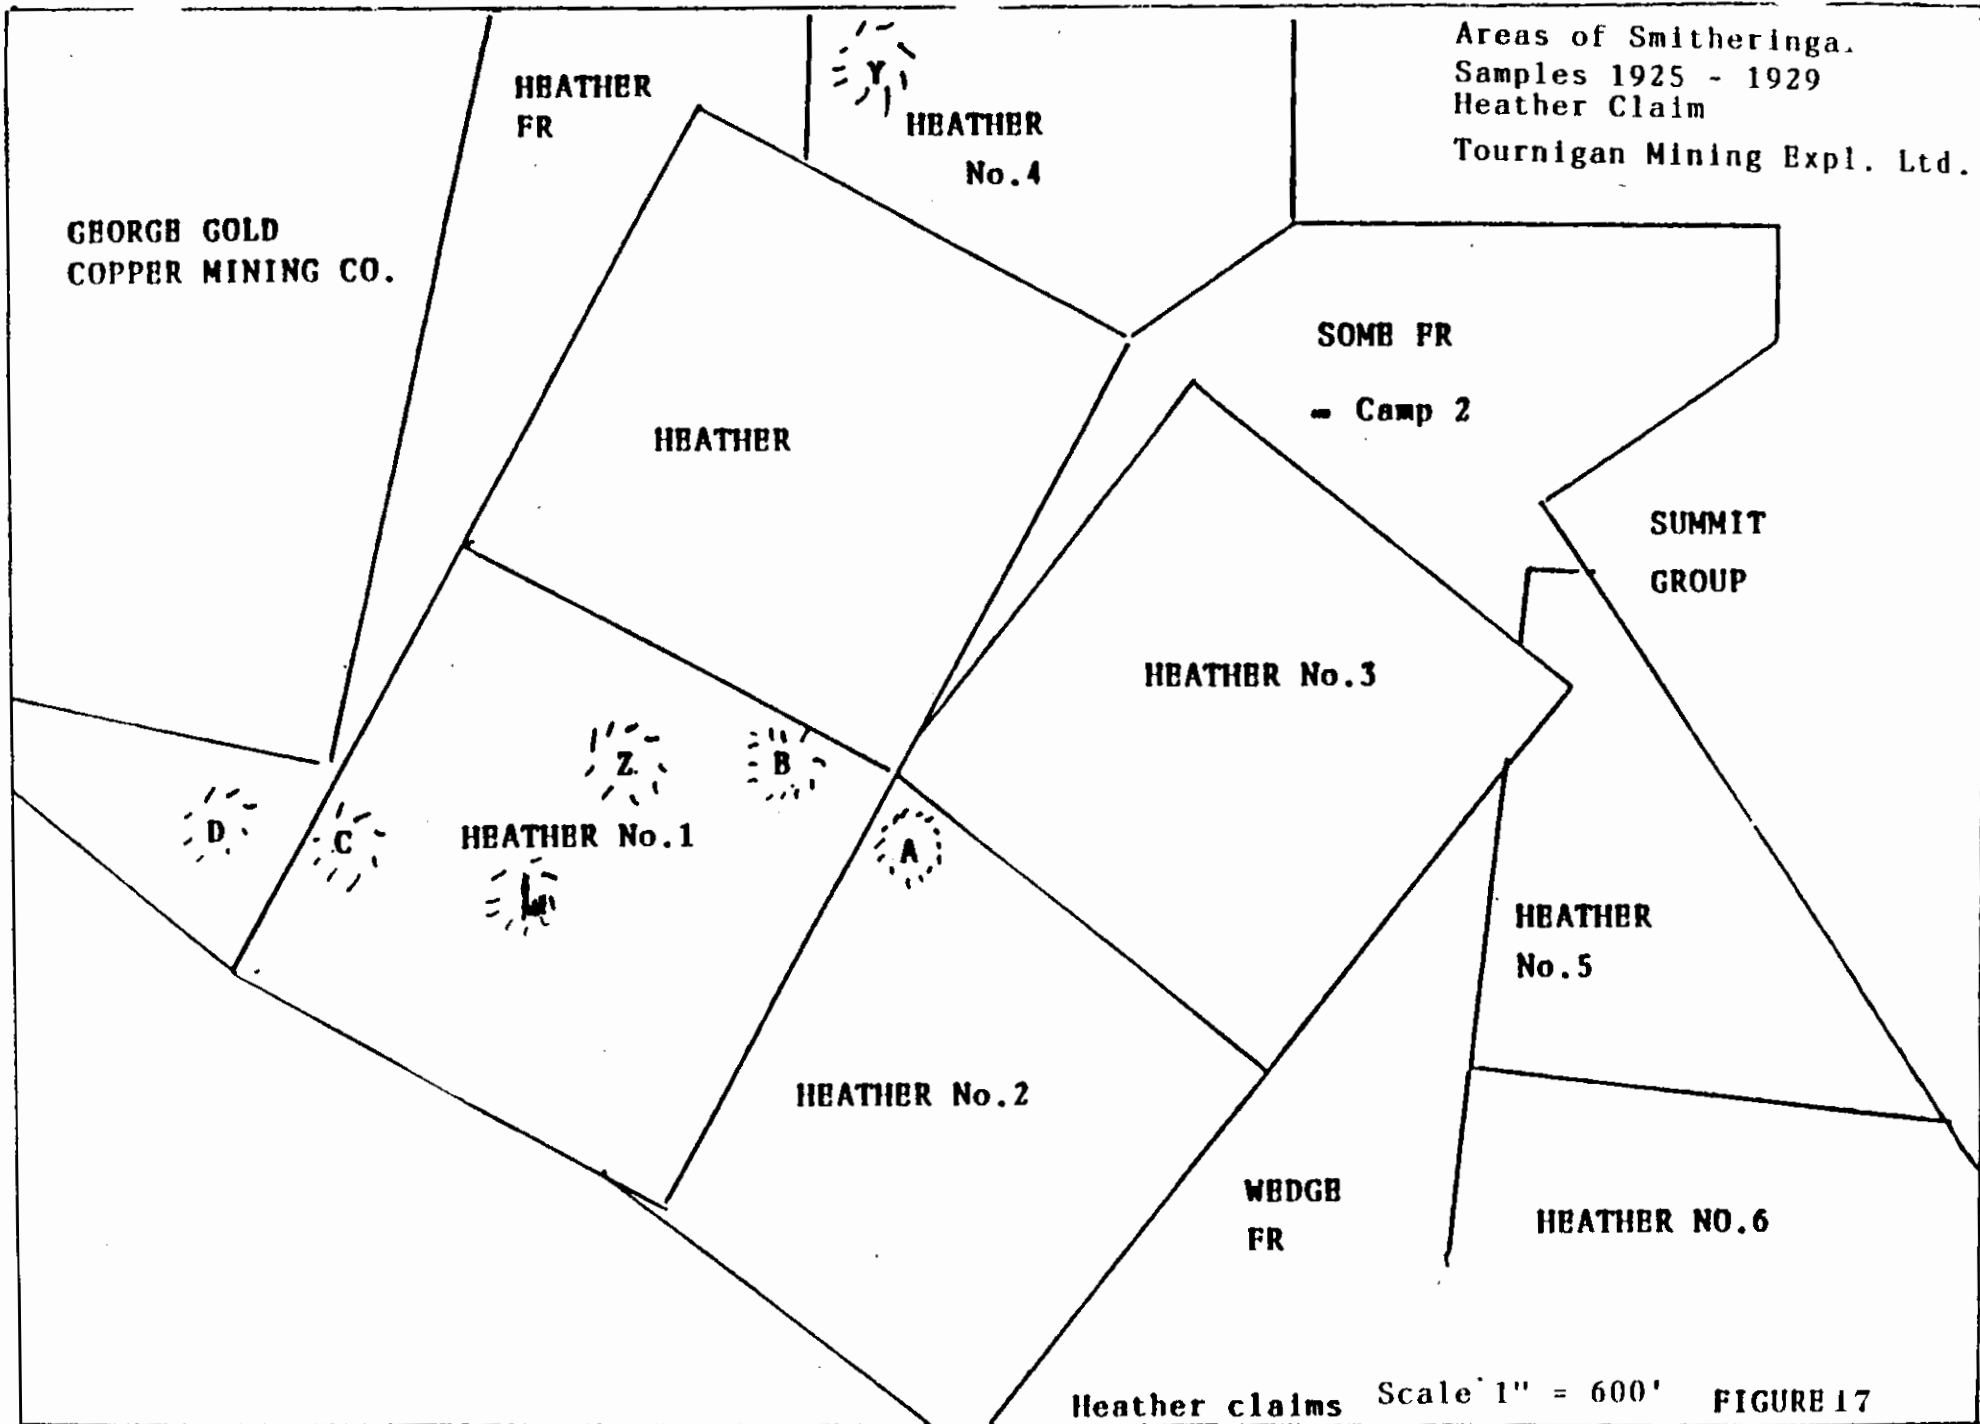 Areas of Smitheringa.
Samples 1925 - 1929
Heather Claim
Tournigan Mining Expl. Ltd.
HEATHER
FR
Y
HEATHER
No.4
GEORGE GOLD
COPPER MINING CO.
SOME FR
- Camp 2
HEATHER
SUMMIT
GROUP
HEATHER No.3
Z.
B
D
C
HEATHER No.1
A
HEATHER
No.5
HEATHER No.2
WEDGE
FR
HEATHER NO.6
Heather claims Scale 1" = 600' FIGURE 17